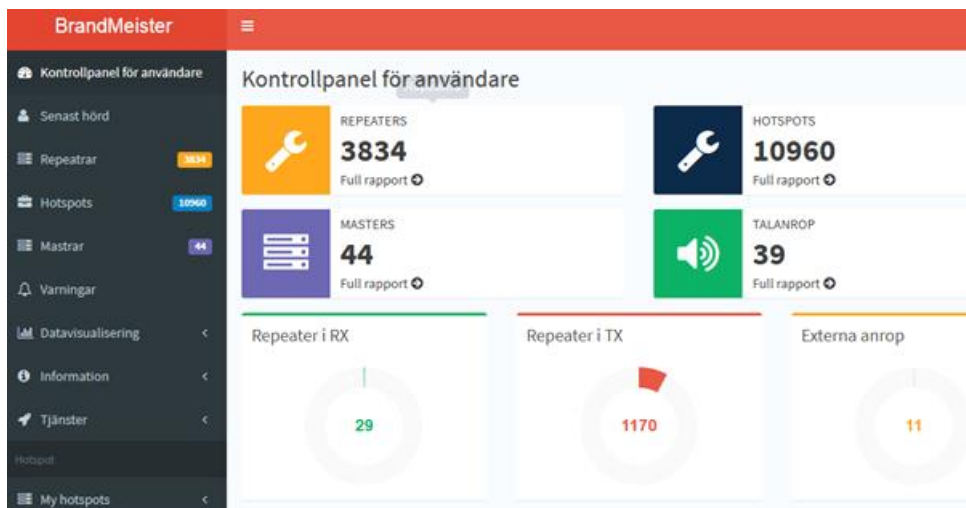 BrandMeister
Kontrollpanel för användare
Senast hörd
Repeatrar 3834
Hotspots 10960
Mastrar 44
Varningar
Datavisualisering
Information
Tjänster
Hotspot
My hotspots
Kontrollpanel för användare
REPEATERS
3834
Full rapport
HOTSPOTS
10960
Full rapport
MASTERS
44
Full rapport
TALANROP
39
Full rapport
Repeater i RX
29
Repeater i TX
1170
Externa anrop
11